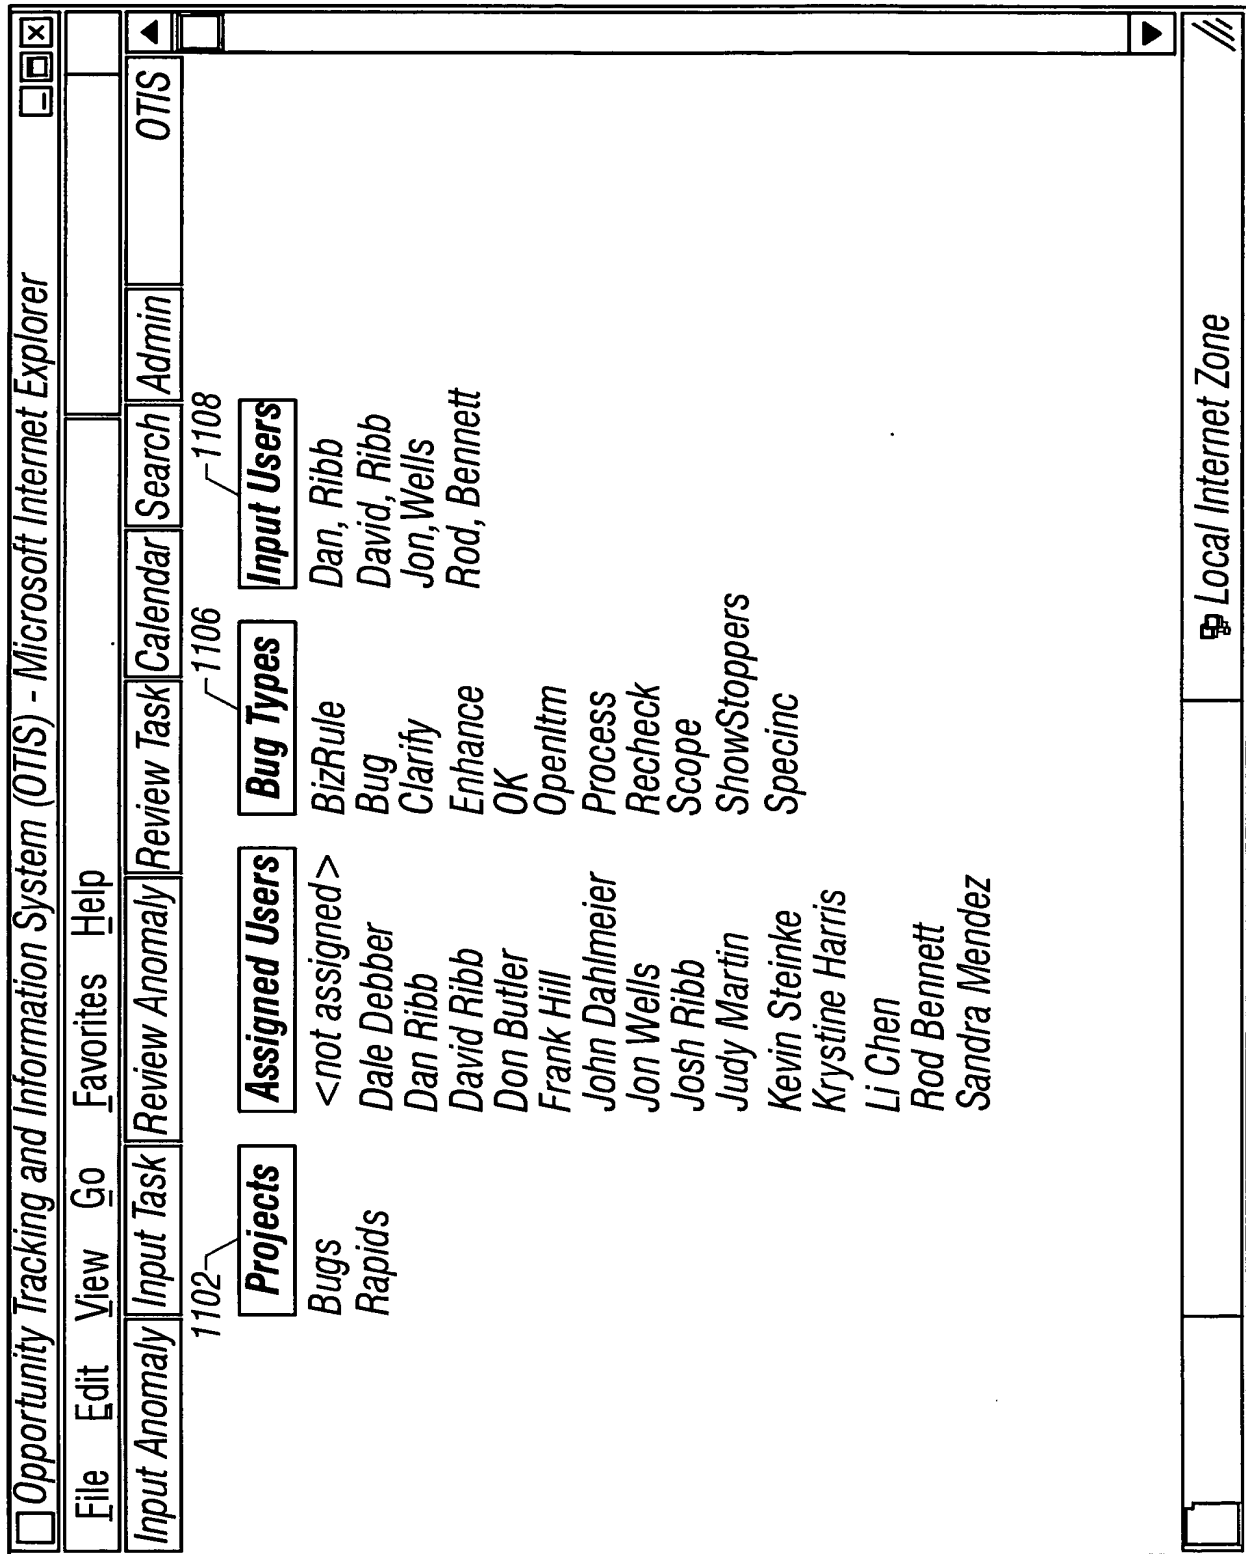 Opportunity Tracking and Information System (OTIS) - Microsoft Internet Explorer
File Edit View Go Favorites Help
Input Anomaly Input Task Review Anomaly Review Task Calendar Search Admin OTIS
1102 1106 1108
Projects Assigned Users Bug Types Input Users
Bugs <not assigned> BizRule Dan, Ribb
Rapids Dale Debber Bug David, Ribb
Dan Ribb Clarify Jon,Wells
David Ribb Enhance Rod, Bennett
Don Butler OK
Frank Hill OpenItm
John Dahlmeier Process
Jon Wells Recheck
Josh Ribb Scope
Judy Martin ShowStoppers
Kevin Steinke Specinc
Krystine Harris
Li Chen
Rod Bennett
Sandra Mendez
Local Internet Zone